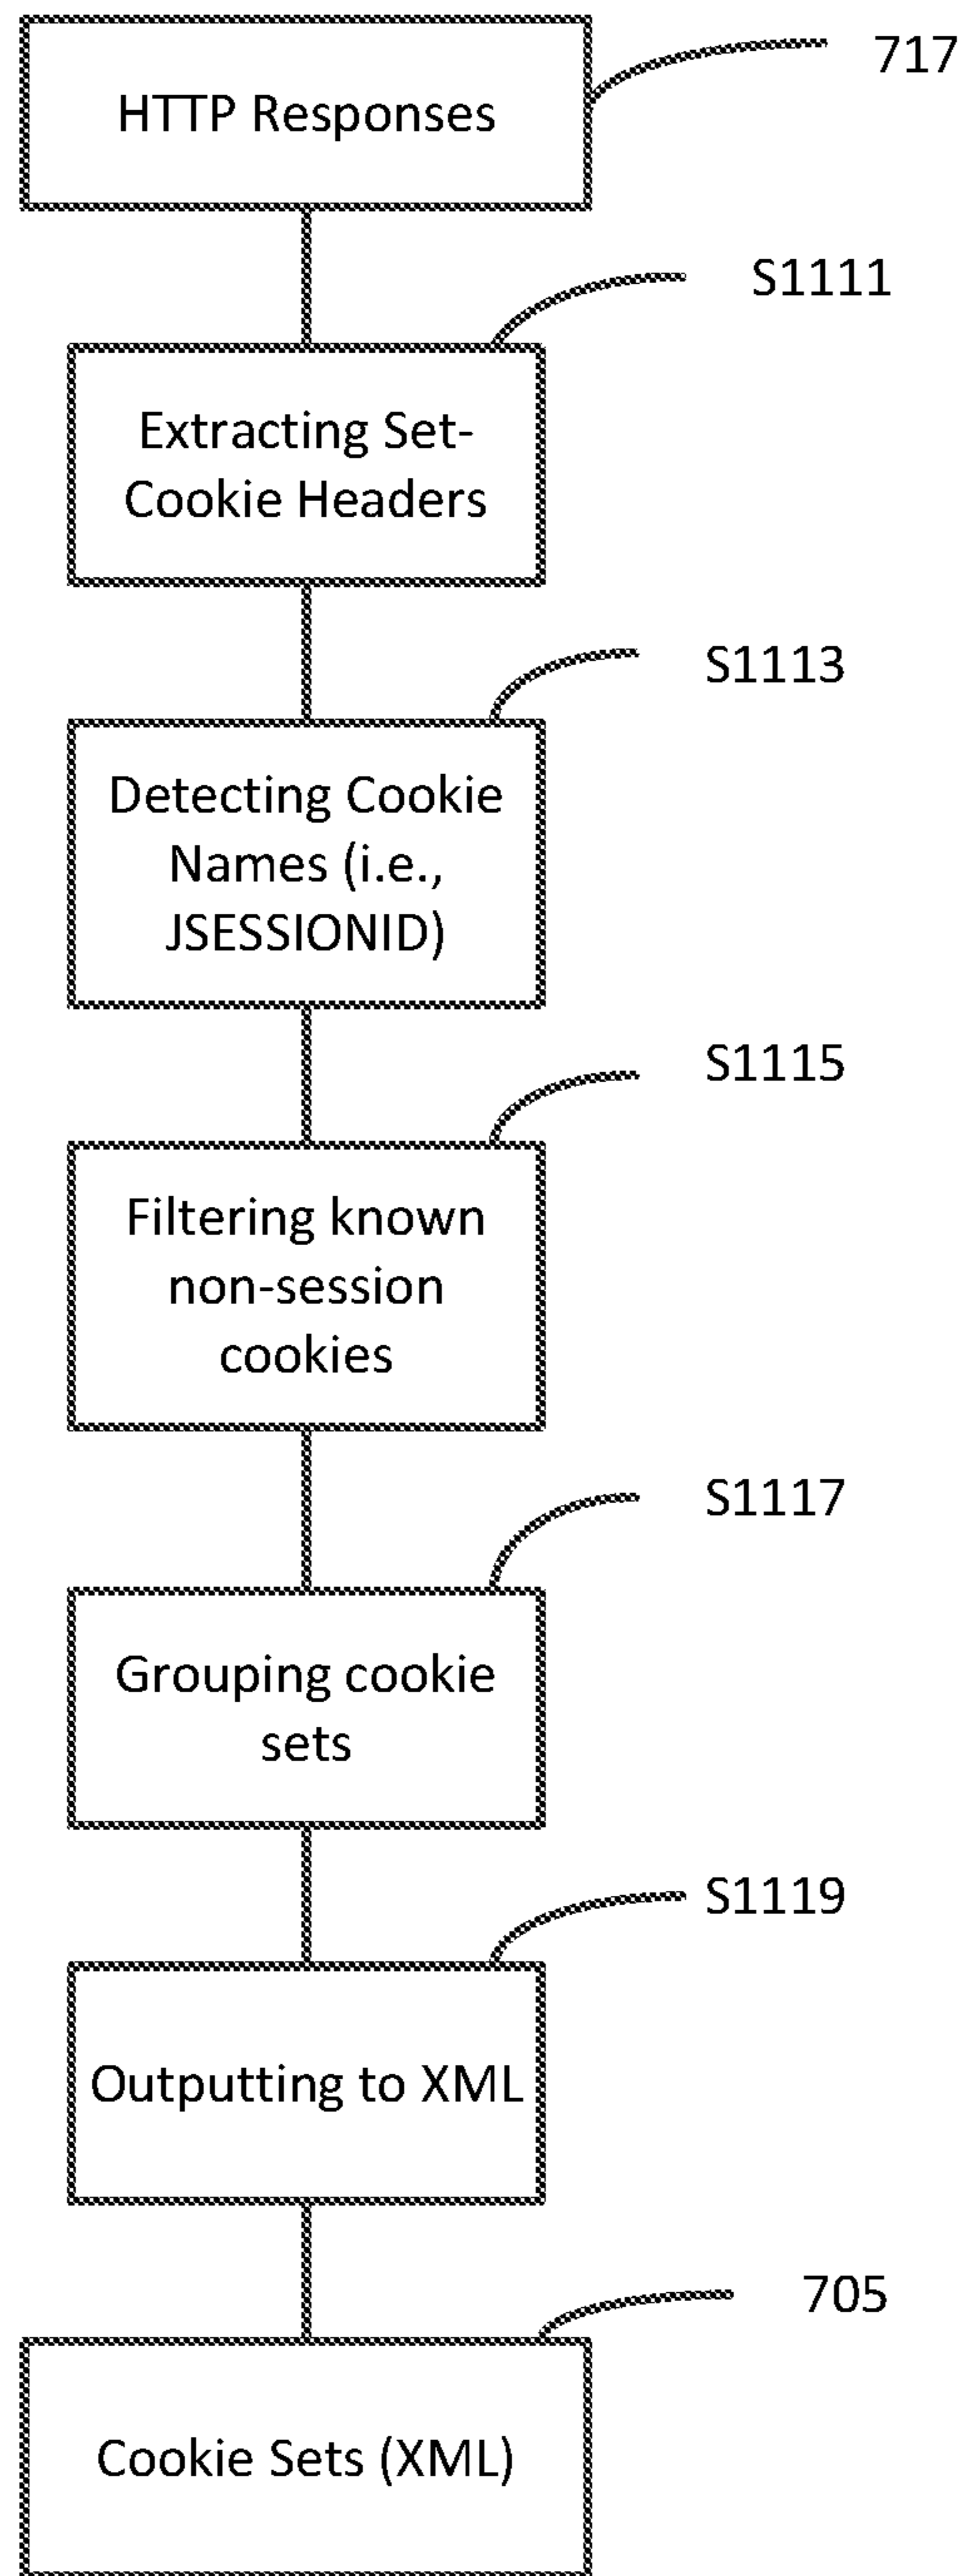 HTTP Responses
717
S1111
Extracting Set-
Cookie Headers
S1113
Detecting Cookie
Names (i.e.,
JSESSIONID)
S1115
Filtering known
non-session
cookies
S1117
Grouping cookie
sets
S1119
Outputting to XML
705
Cookie Sets (XML)